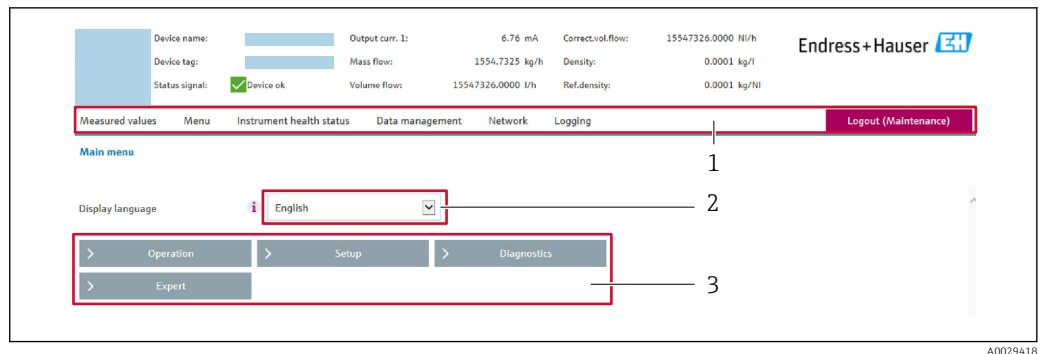 Device name: Output curr. 1: 6.76 mA Correct.vol.flow: 15547326.0000 Nl/h
Endress+Hauser EH
Device tag: Mass flow: 1554.7325 kg/h Density: 0.0001 kg/l
Status signal: Device ok Volume flow: 15547326.0000 l/h Ref.density: 0.0001 kg/Nl
Measured values Menu Instrument health status Data management Network Logging Logout (Maintenance)
1
Main menu
Display language i English 2
> Operation > Setup > Diagnostics
> Expert 3
A0029418